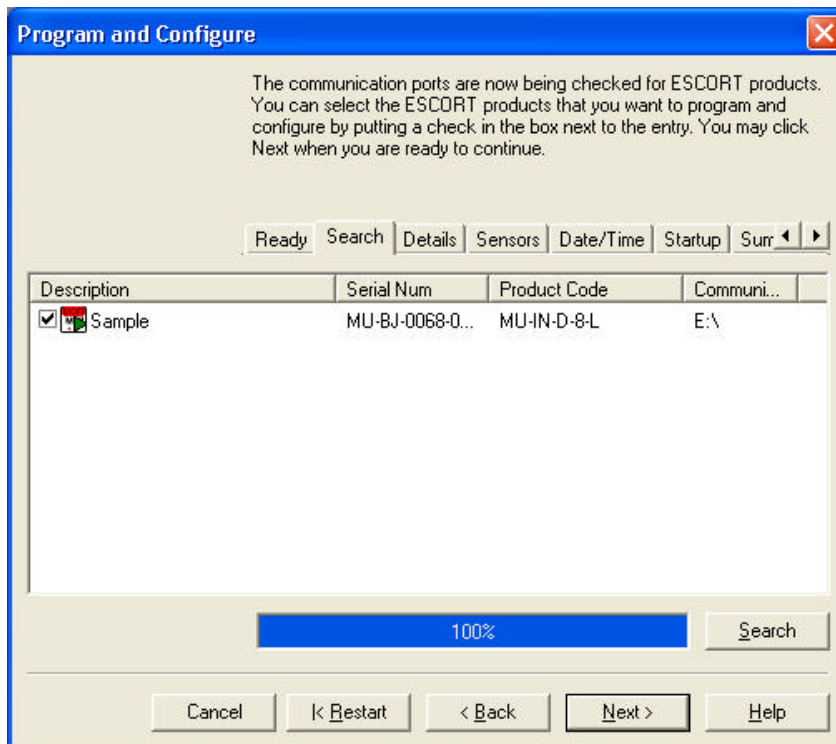 Program and Configure
The communication ports are now being checked for ESCORT products.
You can select the ESCORT products that you want to program and
configure by putting a check in the box next to the entry. You may click
Next when you are ready to continue.
Ready Search Details Sensors Date/Time Startup
Description Serial Num Product Code Communi...
Sample MU-BJ-0068-0... MU-IN-D-8-L E:\
100% Search
Cancel |< Restart < Back Next > Help